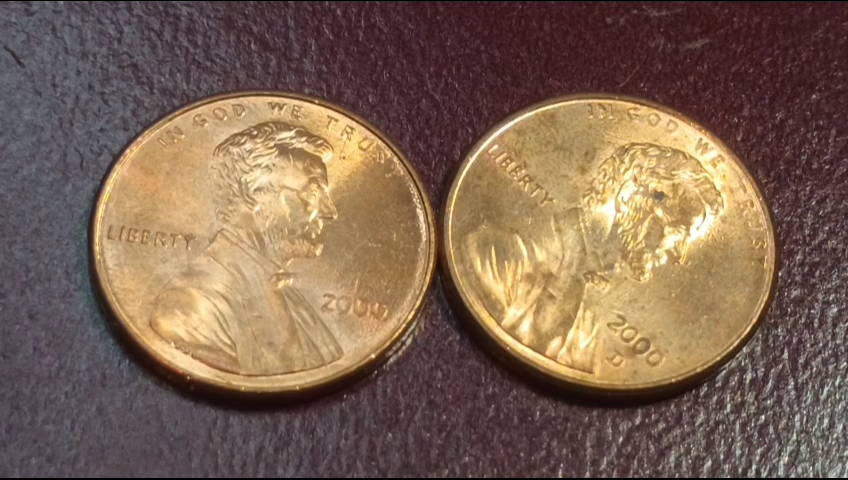 IN GOD WE TRUST
LIBERTY
2000
IN GOD WE TRUST
LIBERTY
2000
D